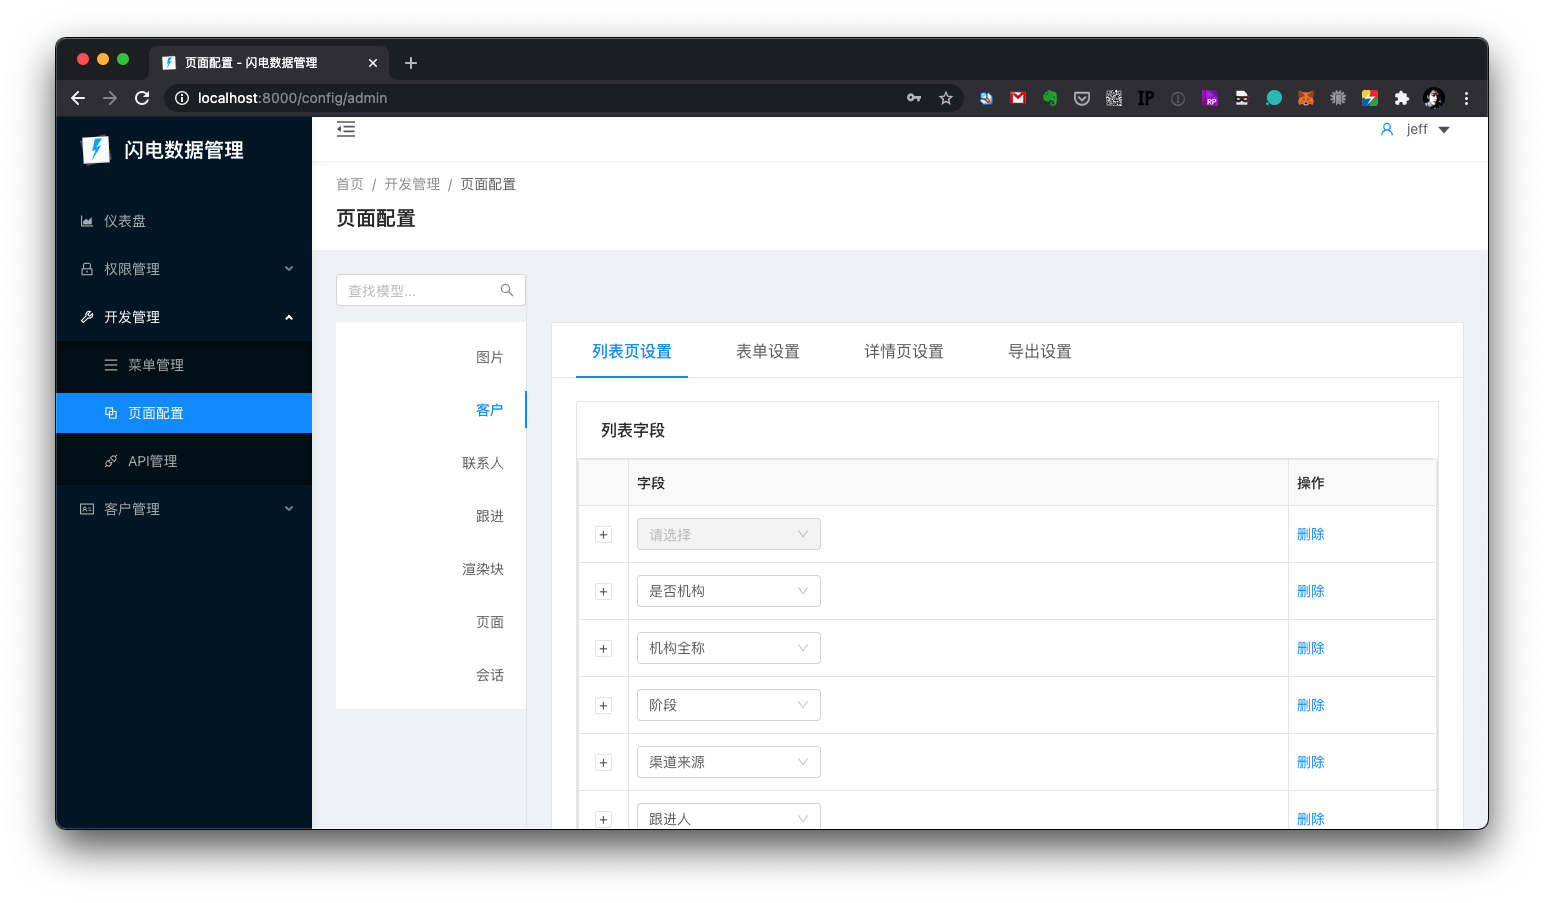 页面配置 - 闪电数据管理
localhost:8000/config/admin
IP
RP
闪电数据管理
jeff
仪表盘
权限管理
开发管理
菜单管理
页面配置
API管理
客户管理
首页 / 开发管理 / 页面配置
页面配置
查找模型...
图片
客户
联系人
跟进
渲染块
页面
会话
列表页设置 表单设置 详情页设置 导出设置
列表字段
字段 操作
请选择 删除
是否机构 删除
机构全称 删除
阶段 删除
渠道来源 删除
跟进人 删除